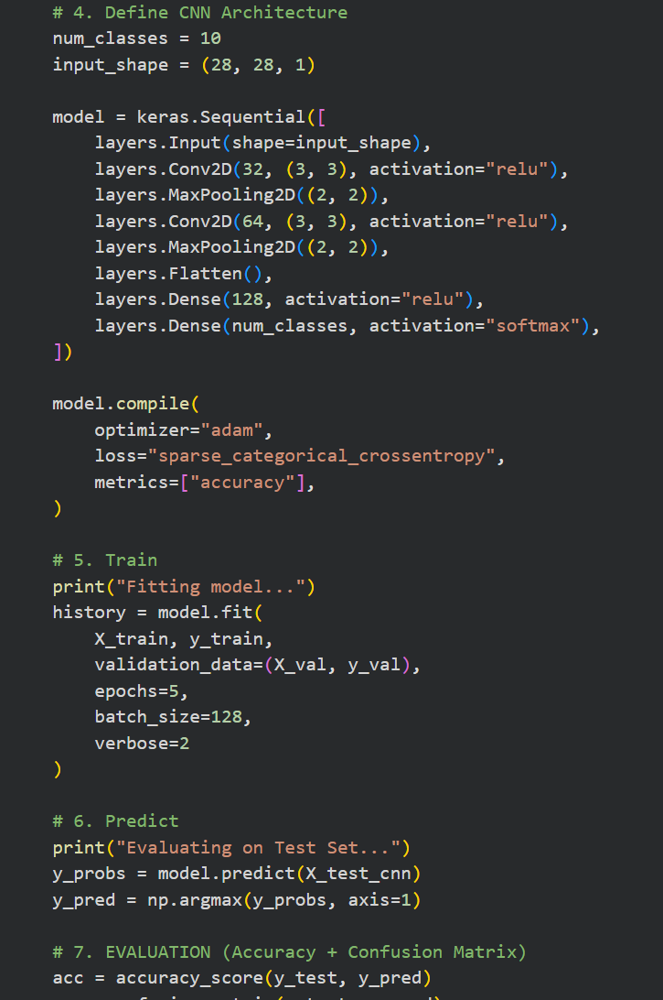 # 4. Define CNN Architecture
num_classes = 10
input_shape = (28, 28, 1)
model = keras.Sequential([
    layers.Input(shape=input_shape),
    layers.Conv2D(32, (3, 3), activation="relu"),
    layers.MaxPooling2D((2, 2)),
    layers.Conv2D(64, (3, 3), activation="relu"),
    layers.MaxPooling2D((2, 2)),
    layers.Flatten(),
    layers.Dense(128, activation="relu"),
    layers.Dense(num_classes, activation="softmax"),
])
model.compile(
    optimizer="adam",
    loss="sparse_categorical_crossentropy",
    metrics=["accuracy"],
)
# 5. Train
print("Fitting model...")
history = model.fit(
    X_train, y_train,
    validation_data=(X_val, y_val),
    epochs=5,
    batch_size=128,
    verbose=2
)
# 6. Predict
print("Evaluating on Test Set...")
y_probs = model.predict(X_test_cnn)
y_pred = np.argmax(y_probs, axis=1)
# 7. EVALUATION (Accuracy + Confusion Matrix)
acc = accuracy_score(y_test, y_pred)